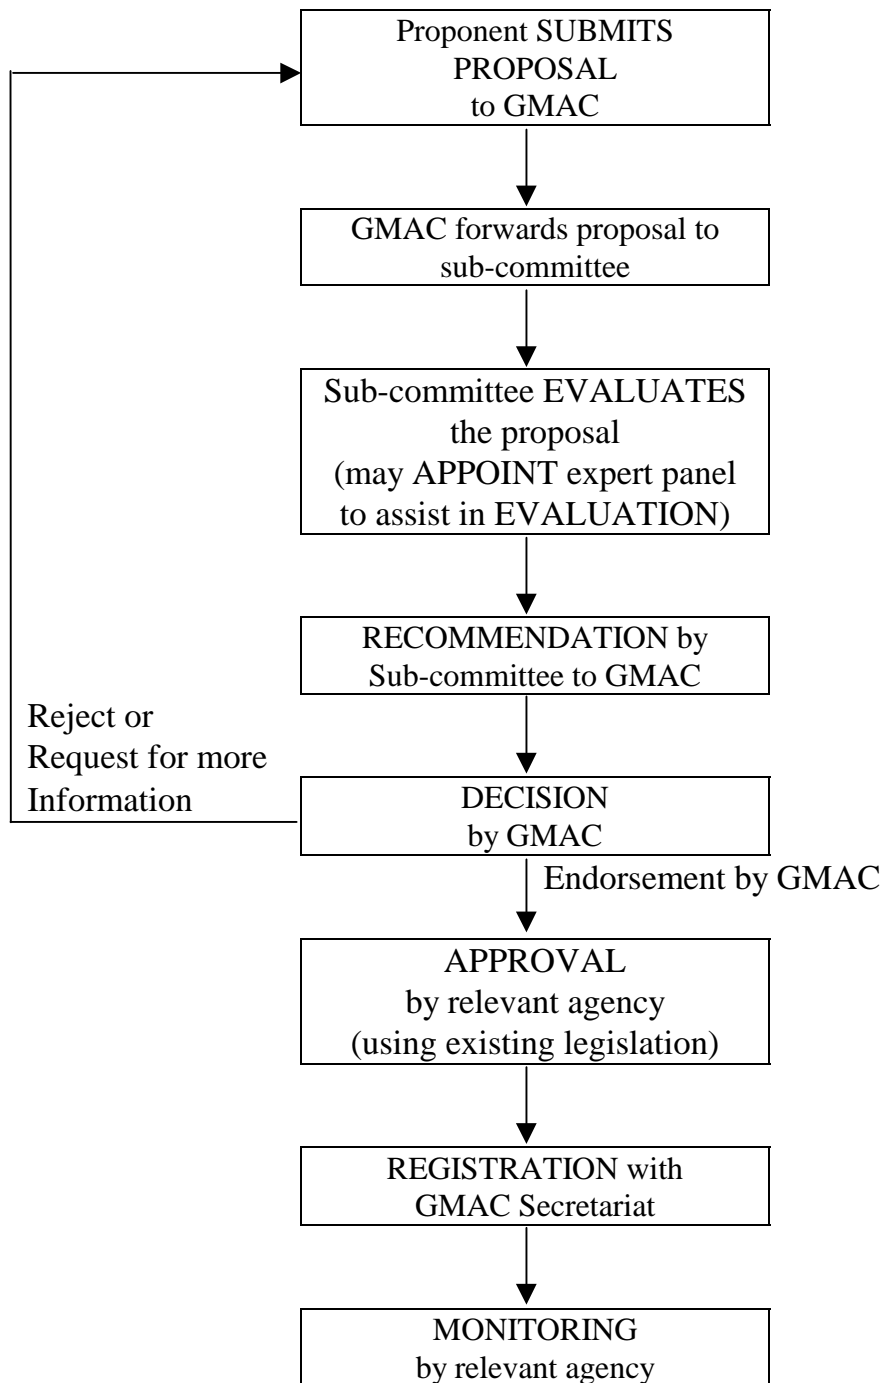 Proponent SUBMITS
PROPOSAL
to GMAC
GMAC forwards proposal to
sub-committee
Sub-committee EVALUATES
the proposal
(may APPOINT expert panel
to assist in EVALUATION)
RECOMMENDATION by
Sub-committee to GMAC
Reject or
Request for more
Information
DECISION
by GMAC
Endorsement by GMAC
APPROVAL
by relevant agency
(using existing legislation)
REGISTRATION with
GMAC Secretariat
MONITORING
by relevant agency